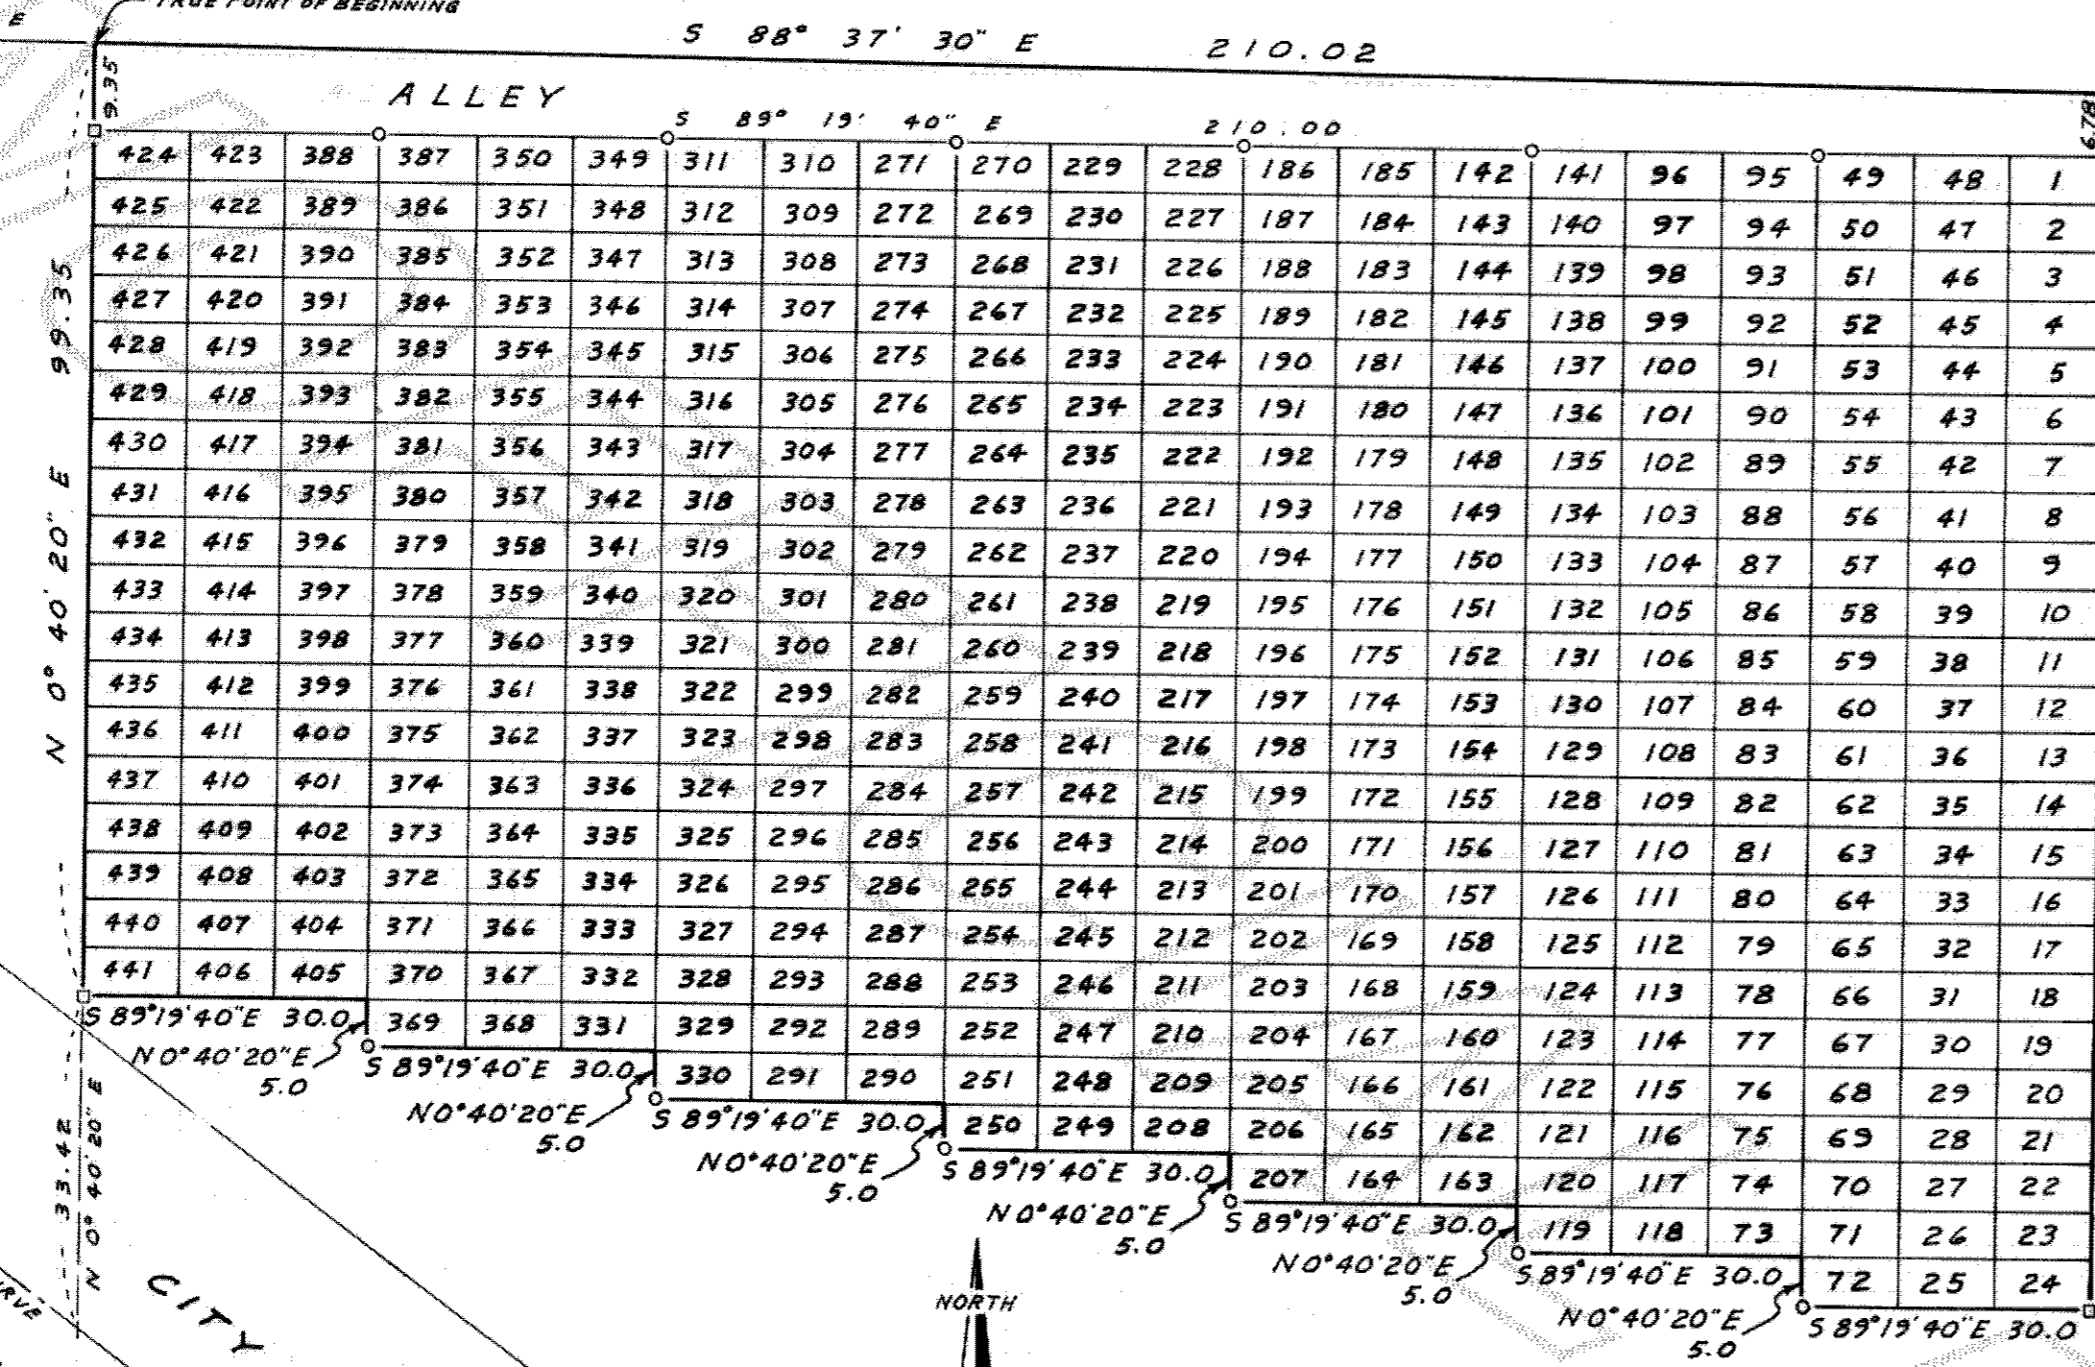 E
TRUE POINT OF BEGINNING
S 88° 37' 30" E 210.02
9.35
ALLEY
S 89° 19' 40" E 210.00
6.78
424 423 388 387 350 349 311 310 271 270 229 228 186 185 142 141 96 95 49 48 1
425 422 389 386 351 348 312 309 272 269 230 227 187 184 143 140 97 94 50 47 2
426 421 390 385 352 347 313 308 273 268 231 226 188 183 144 139 98 93 51 46 3
427 420 391 384 353 346 314 307 274 267 232 225 189 182 145 138 99 92 52 45 4
428 419 392 383 354 345 315 306 275 266 233 224 190 181 146 137 100 91 53 44 5
429 418 393 382 355 344 316 305 276 265 234 223 191 180 147 136 101 90 54 43 6
430 417 394 381 356 343 317 304 277 264 235 222 192 179 148 135 102 89 55 42 7
431 416 395 380 357 342 318 303 278 263 236 221 193 178 149 134 103 88 56 41 8
432 415 396 379 358 341 319 302 279 262 237 220 194 177 150 133 104 87 57 40 9
433 414 397 378 359 340 320 301 280 261 238 219 195 176 151 132 105 86 58 39 10
434 413 398 377 360 339 321 300 281 260 239 218 196 175 152 131 106 85 59 38 11
435 412 399 376 361 338 322 299 282 259 240 217 197 174 153 130 107 84 60 37 12
436 411 400 375 362 337 323 298 283 258 241 216 198 173 154 129 108 83 61 36 13
437 410 401 374 363 336 324 297 284 257 242 215 199 172 155 128 109 82 62 35 14
438 409 402 373 364 335 325 296 285 256 243 214 200 171 156 127 110 81 63 34 15
439 408 403 372 365 334 326 295 286 255 244 213 201 170 157 126 111 80 64 33 16
440 407 404 371 366 333 327 294 287 254 245 212 202 169 158 125 112 79 65 32 17
441 406 405 370 367 332 328 293 288 253 246 211 203 168 159 124 113 78 66 31 18
369 368 331 329 292 289 252 247 210 204 167 160 123 114 77 67 30 19
330 291 290 251 248 209 205 166 161 122 115 76 68 29 20
250 249 208 206 165 162 121 116 75 69 28 21
207 164 163 120 117 74 70 27 22
119 118 73 71 26 23
72 25 24
N 0° 40' 20" E 99.35
S 89°19'40"E 30.0
N 0°40'20"E
5.0
S 89°19'40"E 30.0
N 0°40'20"E
5.0
S 89°19'40"E 30.0
N 0°40'20"E
5.0
S 89°19'40"E 30.0
N 0°40'20"E
5.0
S 89°19'40"E 30.0
N 0°40'20"E
5.0
S 89°19'40"E 30.0
N 0°40'20"E
5.0
S 89°19'40"E 30.0
33.42
N 0° 40' 20" E
CITY
NORTH